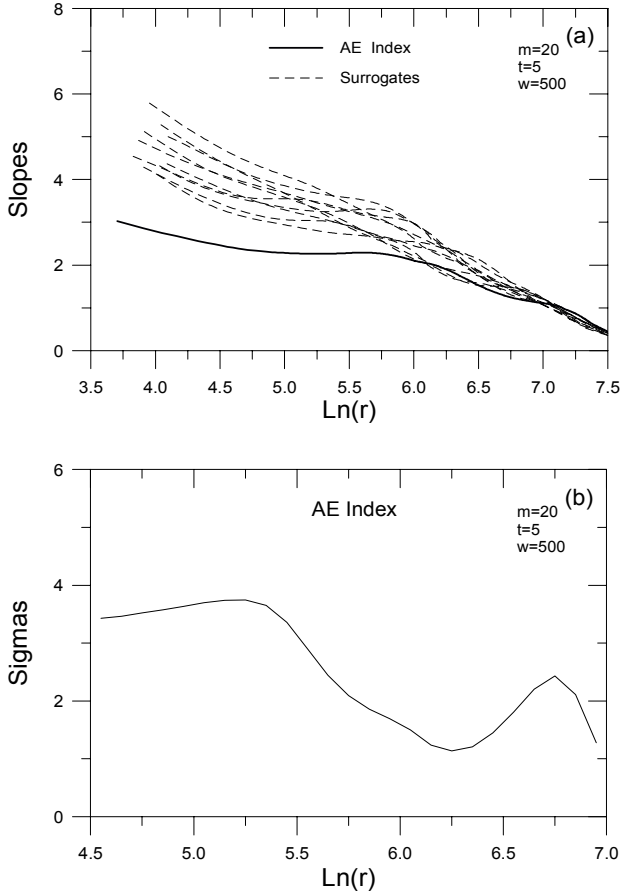 8
(a)
AE Index
m=20
Surrogates
t=5
w=500
6
Slopes
4
2
0
3.5 4.0 4.5 5.0 5.5 6.0 6.5 7.0 7.5
Ln(r)
6
(b)
AE Index
m=20
t=5
w=500
4
Sigmas
2
0
4.5 5.0 5.5 6.0 6.5 7.0
Ln(r)